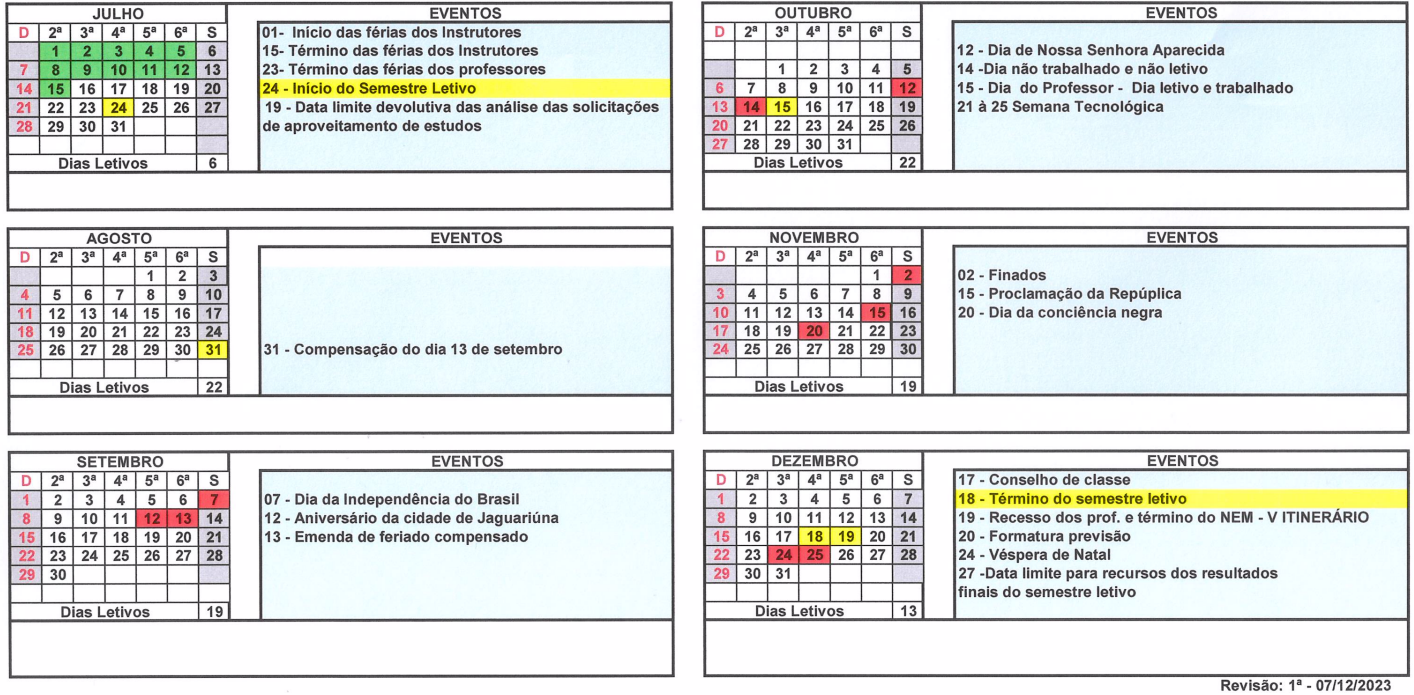 JULHO
D 2ª 3ª 4ª 5ª 6ª S
1 2 3 4 5 6
7 8 9 10 11 12 13
14 15 16 17 18 19 20
21 22 23 24 25 26 27
28 29 30 31
Dias Letivos 6
EVENTOS
01- Início das férias dos Instrutores
15- Término das férias dos Instrutores
23- Término das férias dos professores
24 - Início do Semestre Letivo
19 - Data limite devolutiva das análise das solicitações
de aproveitamento de estudos
OUTUBRO
D 2ª 3ª 4ª 5ª 6ª S
1 2 3 4 5
6 7 8 9 10 11 12
13 14 15 16 17 18 19
20 21 22 23 24 25 26
27 28 29 30 31
Dias Letivos 22
EVENTOS
12 - Dia de Nossa Senhora Aparecida
14 -Dia não trabalhado e não letivo
15 - Dia do Professor - Dia letivo e trabalhado
21 à 25 Semana Tecnológica
AGOSTO
D 2ª 3ª 4ª 5ª 6ª S
1 2 3
4 5 6 7 8 9 10
11 12 13 14 15 16 17
18 19 20 21 22 23 24
25 26 27 28 29 30 31
Dias Letivos 22
EVENTOS
31 - Compensação do dia 13 de setembro
NOVEMBRO
D 2ª 3ª 4ª 5ª 6ª S
1 2
3 4 5 6 7 8 9
10 11 12 13 14 15 16
17 18 19 20 21 22 23
24 25 26 27 28 29 30
Dias Letivos 19
EVENTOS
02 - Finados
15 - Proclamação da Repúplica
20 - Dia da conciência negra
SETEMBRO
D 2ª 3ª 4ª 5ª 6ª S
1 2 3 4 5 6 7
8 9 10 11 12 13 14
15 16 17 18 19 20 21
22 23 24 25 26 27 28
29 30
Dias Letivos 19
EVENTOS
07 - Dia da Independência do Brasil
12 - Aniversário da cidade de Jaguariúna
13 - Emenda de feriado compensado
DEZEMBRO
D 2ª 3ª 4ª 5ª 6ª S
1 2 3 4 5 6 7
8 9 10 11 12 13 14
15 16 17 18 19 20 21
22 23 24 25 26 27 28
29 30 31
Dias Letivos 13
EVENTOS
17 - Conselho de classe
18 - Término do semestre letivo
19 - Recesso dos prof. e término do NEM - V ITINERÁRIO
20 - Formatura previsão
24 - Véspera de Natal
27 -Data limite para recursos dos resultados
finais do semestre letivo
Revisão: 1ª - 07/12/2023